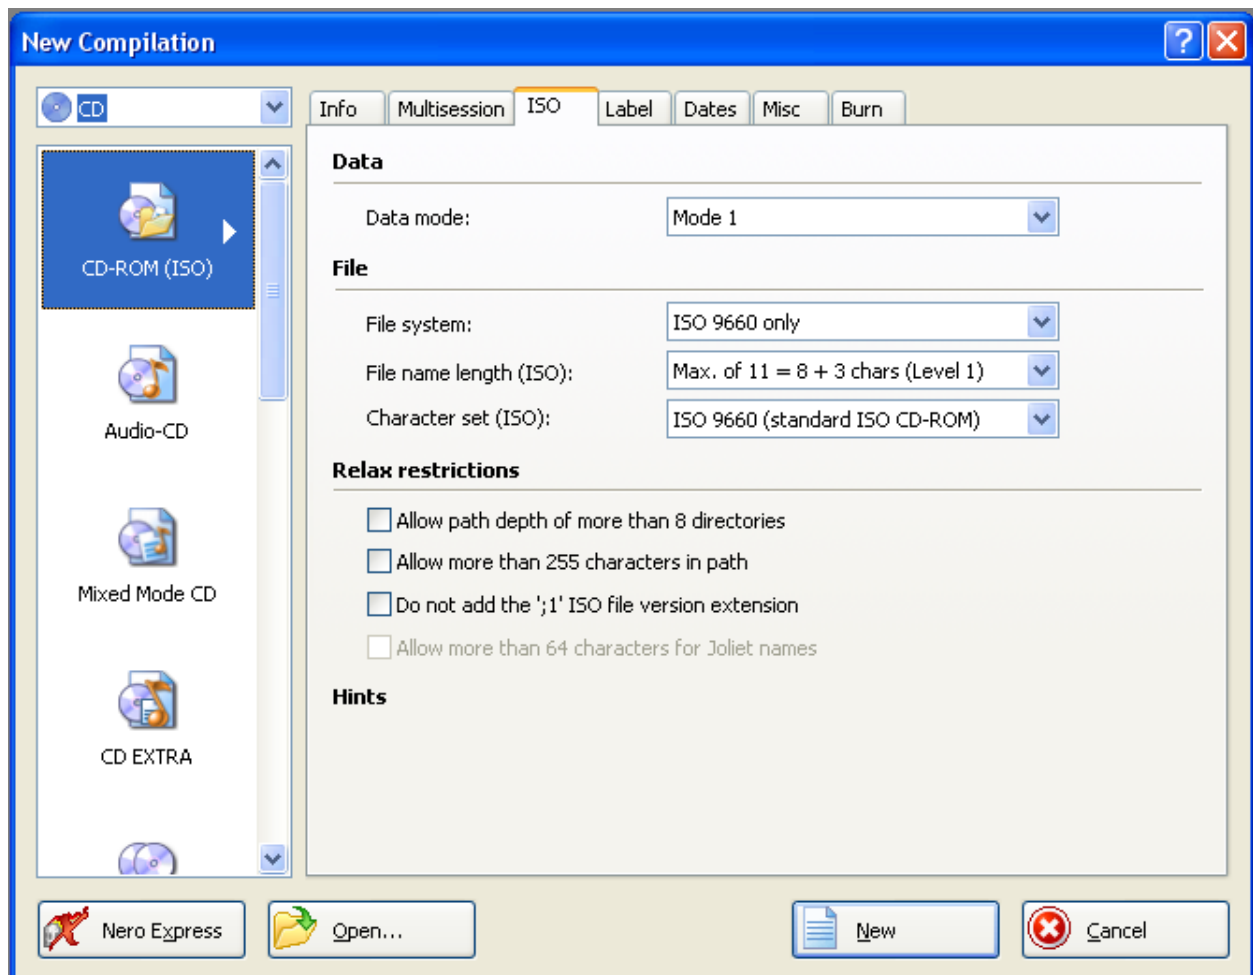 New Compilation
CD
CD-ROM (ISO)
Audio-CD
Mixed Mode CD
CD EXTRA
Info Multisession ISO Label Dates Misc Burn
Data
Data mode: Mode 1
File
File system: ISO 9660 only
File name length (ISO): Max. of 11 = 8 + 3 chars (Level 1)
Character set (ISO): ISO 9660 (standard ISO CD-ROM)
Relax restrictions
Allow path depth of more than 8 directories
Allow more than 255 characters in path
Do not add the ';1' ISO file version extension
Allow more than 64 characters for Joliet names
Hints
Nero Express Open... New Cancel